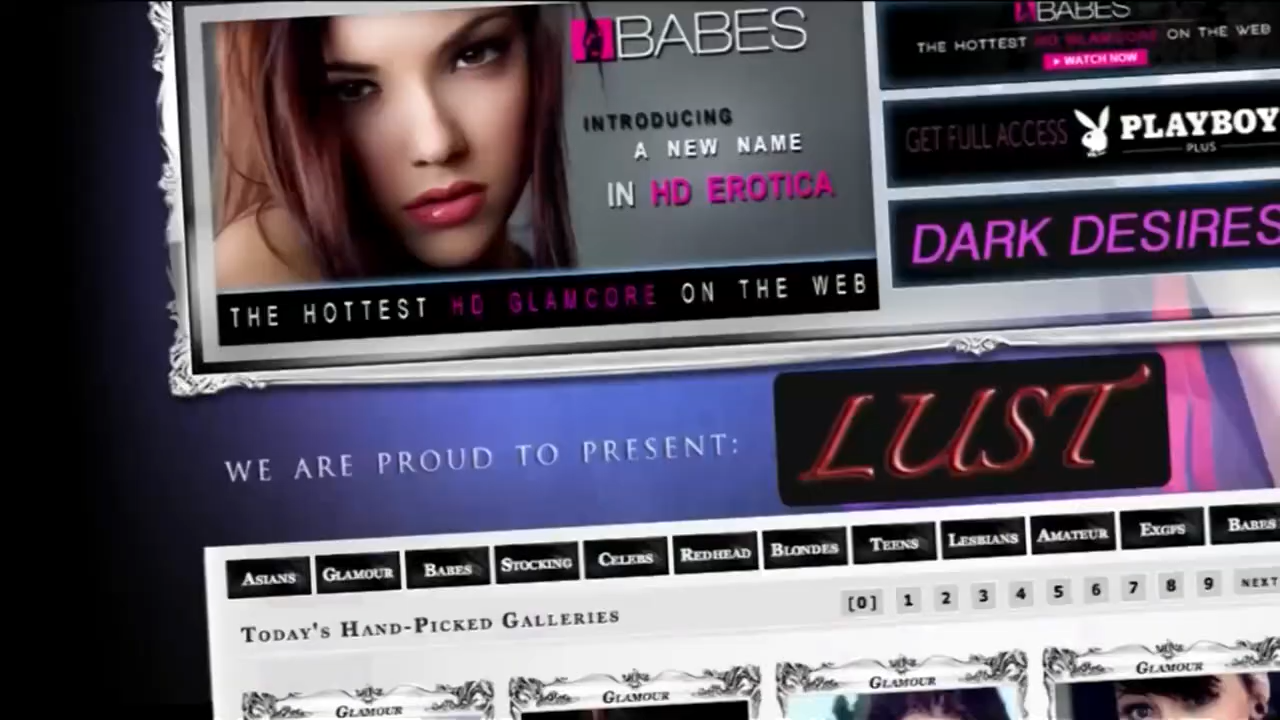 BABES
INTRODUCING
A NEW NAME
IN HD EROTICA
THE HOTTEST HD GLAMCORE ON THE WEB
BABES
THE HOTTEST HD GLAMCORE ON THE WEB
WATCH NOW
GET FULL ACCESS PLAYBOY
PLUS
DARK DESIRES
WE ARE PROUD TO PRESENT: LUST
ASIANS GLAMOUR BABES STOCKING CELEBS REDHEAD BLONDES TEENS LESBIANS AMATEUR EXGFS BABES
TODAY'S HAND-PICKED GALLERIES
[0] 1 2 3 4 5 6 7 8 9 NEXT
GLAMOUR GLAMOUR GLAMOUR GLAMOUR